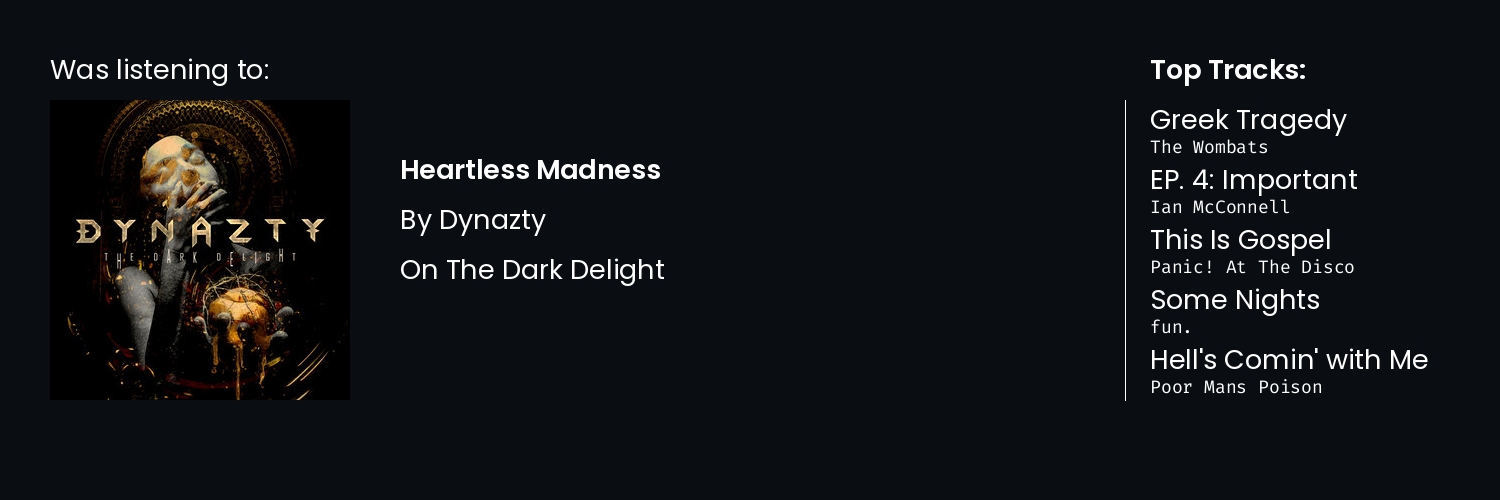 Was listening to:
DYNAZTY
THE DARK DELIGHT
Heartless Madness
By Dynazty
On The Dark Delight
Top Tracks:
Greek Tragedy
The Wombats
EP. 4: Important
Ian McConnell
This Is Gospel
Panic! At The Disco
Some Nights
fun.
Hell's Comin' with Me
Poor Mans Poison